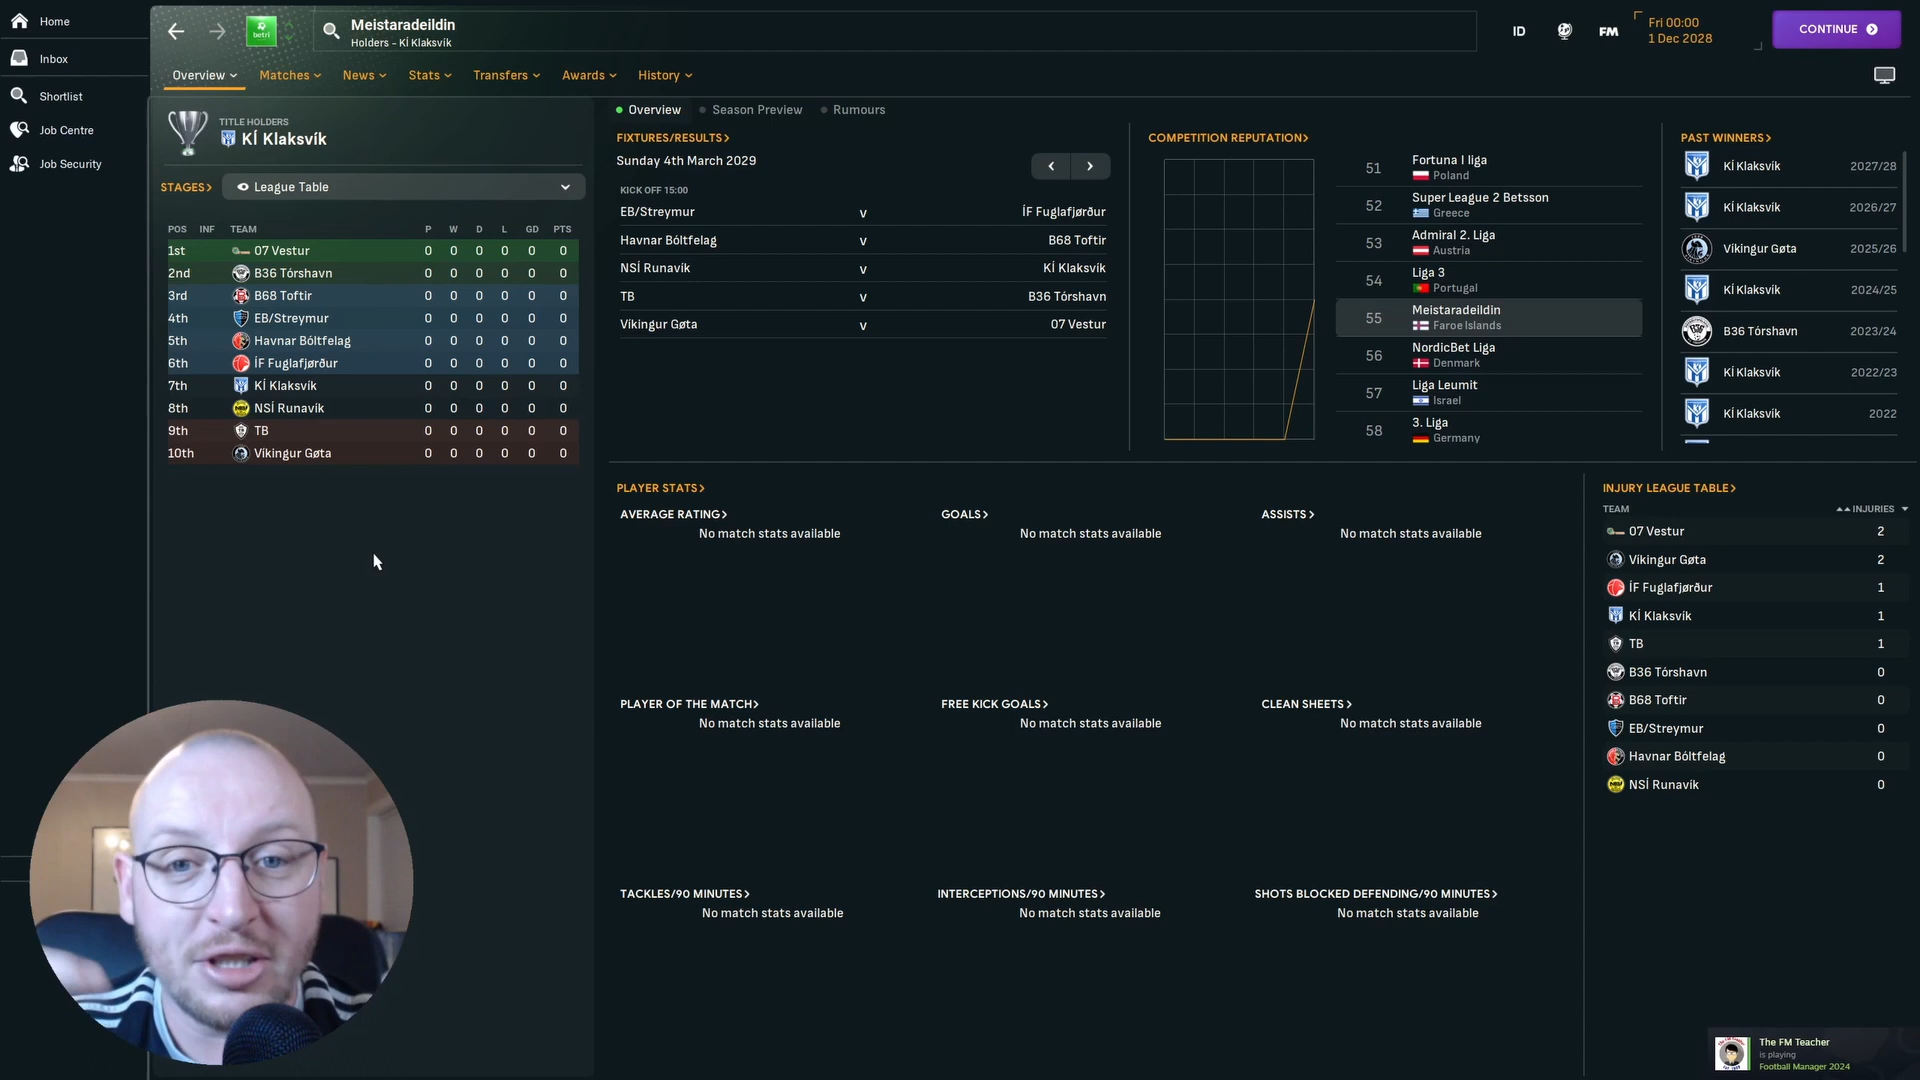 Home
Inbox
Shortlist
Job Centre
Job Security
betri
Meistaradeildin
Holders - KÍ Klaksvík
ID
FM
Fri 00:00
1 Dec 2028
CONTINUE
Overview
Matches
News
Stats
Transfers
Awards
History
TITLE HOLDERS
KÍ Klaksvík
STAGES>
League Table
POS INF TEAM P W D L GD PTS
1st 07 Vestur 0 0 0 0 0 0
2nd B36 Tórshavn 0 0 0 0 0 0
3rd B68 Toftir 0 0 0 0 0 0
4th EB/Streymur 0 0 0 0 0 0
5th Havnar Bóltfelag 0 0 0 0 0 0
6th ÍF Fuglafjørður 0 0 0 0 0 0
7th KÍ Klaksvík 0 0 0 0 0 0
8th NSÍ Runavík 0 0 0 0 0 0
9th TB 0 0 0 0 0 0
10th Víkingur Gøta 0 0 0 0 0 0
Overview
Season Preview
Rumours
FIXTURES/RESULTS>
Sunday 4th March 2029
KICK OFF 15:00
EB/Streymur v ÍF Fuglafjørður
Havnar Bóltfelag v B68 Toftir
NSÍ Runavík v KÍ Klaksvík
TB v B36 Tórshavn
Víkingur Gøta v 07 Vestur
COMPETITION REPUTATION>
51 Fortuna I liga
Poland
52 Super League 2 Betsson
Greece
53 Admiral 2. Liga
Austria
54 Liga 3
Portugal
55 Meistaradeildin
Faroe Islands
56 NordicBet Liga
Denmark
57 Liga Leumit
Israel
58 3. Liga
Germany
PAST WINNERS>
KÍ Klaksvík 2027/28
KÍ Klaksvík 2026/27
Víkingur Gøta 2025/26
KÍ Klaksvík 2024/25
B36 Tórshavn 2023/24
KÍ Klaksvík 2022/23
KÍ Klaksvík 2022
PLAYER STATS>
AVERAGE RATING>
No match stats available
GOALS>
No match stats available
ASSISTS>
No match stats available
PLAYER OF THE MATCH>
No match stats available
FREE KICK GOALS>
No match stats available
CLEAN SHEETS>
No match stats available
TACKLES/90 MINUTES>
No match stats available
INTERCEPTIONS/90 MINUTES>
No match stats available
SHOTS BLOCKED DEFENDING/90 MINUTES>
No match stats available
INJURY LEAGUE TABLE>
TEAM INJURIES
07 Vestur 2
Víkingur Gøta 2
ÍF Fuglafjørður 1
KÍ Klaksvík 1
TB 1
B36 Tórshavn 0
B68 Toftir 0
EB/Streymur 0
Havnar Bóltfelag 0
NSÍ Runavík 0
The FM Teacher
is playing
Football Manager 2024